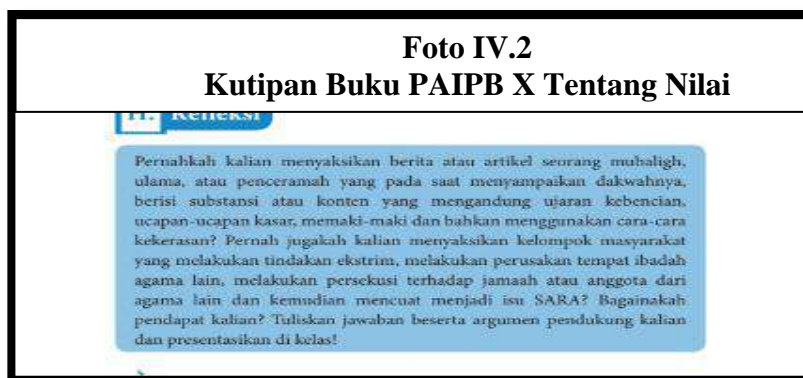 Foto IV.2
Kutipan Buku PAIPB X Tentang Nilai
H. Refleksi
Pernahkah kalian menyaksikan berita atau artikel seorang mubaligh,
ulama, atau penceramah yang pada saat menyampaikan dakwahnya,
berisi substansi atau konten yang mengandung ujaran kebencian,
ucapan-ucapan kasar, memaki-maki dan bahkan menggunakan cara-cara
kekerasan? Pernah jugakah kalian menyaksikan kelompok masyarakat
yang melakukan tindakan ekstrim, melakukan perusakan tempat ibadah
agama lain, melakukan persekusi terhadap jamaah atau anggota dari
agama lain dan kemudian mencuat menjadi isu SARA? Bagainakah
pendapat kalian? Tuliskan jawaban beserta argumen pendukung kalian
dan presentasikan di kelas!